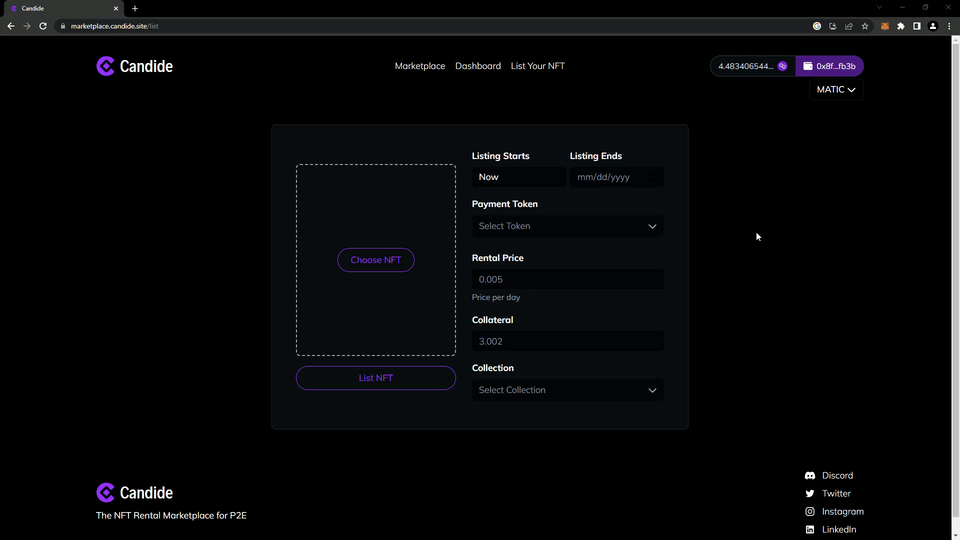 Candide
marketplace.candide.site/list
Candide
Marketplace Dashboard List Your NFT
4.483406544... 0x8f...fb3b
MATIC
Listing Starts Listing Ends
Now mm/dd/yyyy
Payment Token
Select Token
Choose NFT
Rental Price
0.005
Price per day
Collateral
3.002
Collection
List NFT
Select Collection
Candide
The NFT Rental Marketplace for P2E
Discord
Twitter
Instagram
LinkedIn